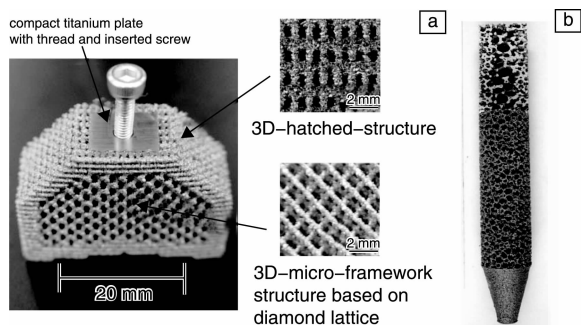 compact titanium plate
with thread and inserted screw
a
b
2 mm
3D-hatched-structure
2 mm
20 mm
3D-micro-framework
structure based on
diamond lattice